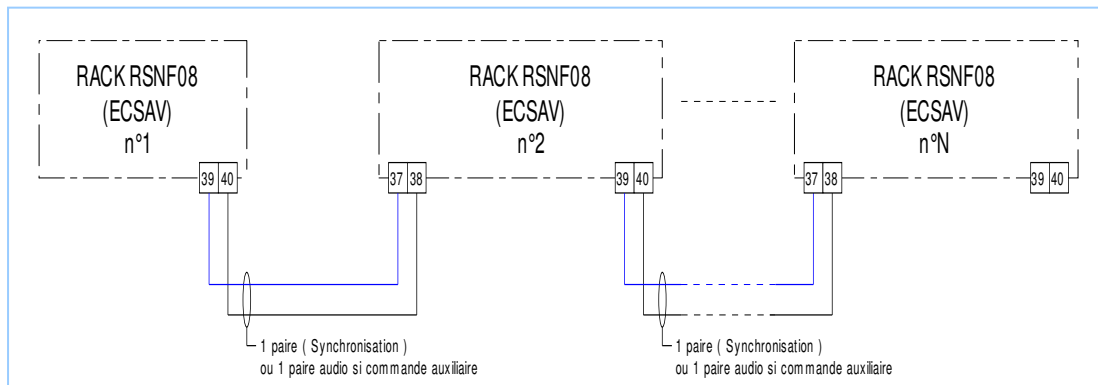 RACK RSNF08
(ECSAV)
n°1
RACK RSNF08
(ECSAV)
n°2
RACK RSNF08
(ECSAV)
n°N
39 40
37 38
39 40
37 38
39 40
1 paire ( Synchronisation )
ou 1 paire audio si commande auxiliaire
1 paire ( Synchronisation )
ou 1 paire audio si commande auxiliaire